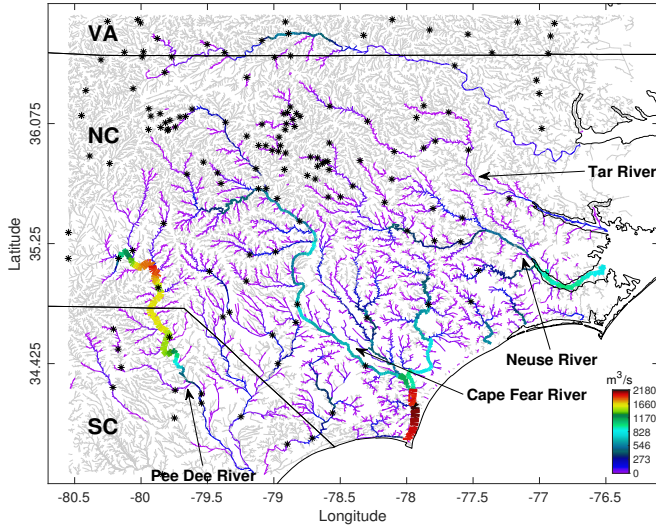 VA
36.075
NC
Tar River
35.25
Latitude
Neuse River
34.425
m³/s
Cape Fear River
2180
1660
1170
828
546
273
0
SC
Pee Dee River
-80.5 -80 -79.5 -79 -78.5 -78 -77.5 -77 -76.5
Longitude